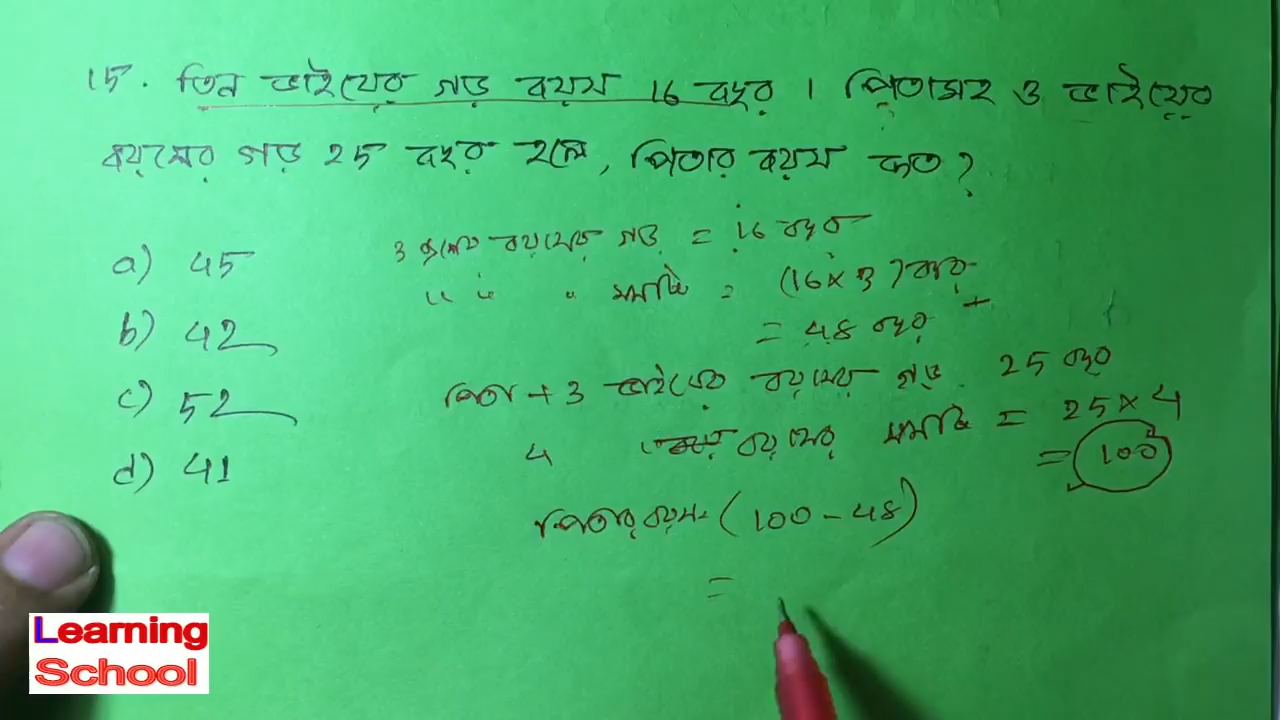 15. তিন ভাইয়ের গড় বয়স 16 বছর । পিতাসহ ও ভাইয়ের
বয়সের গড় 25 বছর হলে, পিতার বয়স কত ?
a) 45
b) 42
c) 52
d) 41
3 জনের বয়সের গড় = 16 বছর
" " " সমষ্টি = (16 × 3) বছর
= 48 বছর
পিতা + 3 ভাইয়ের বয়সের গড় 25 বছর
4 বয়সের সমষ্টি = 25 × 4
= 100
পিতার বয়স = (100 - 48)
=
Learning
School